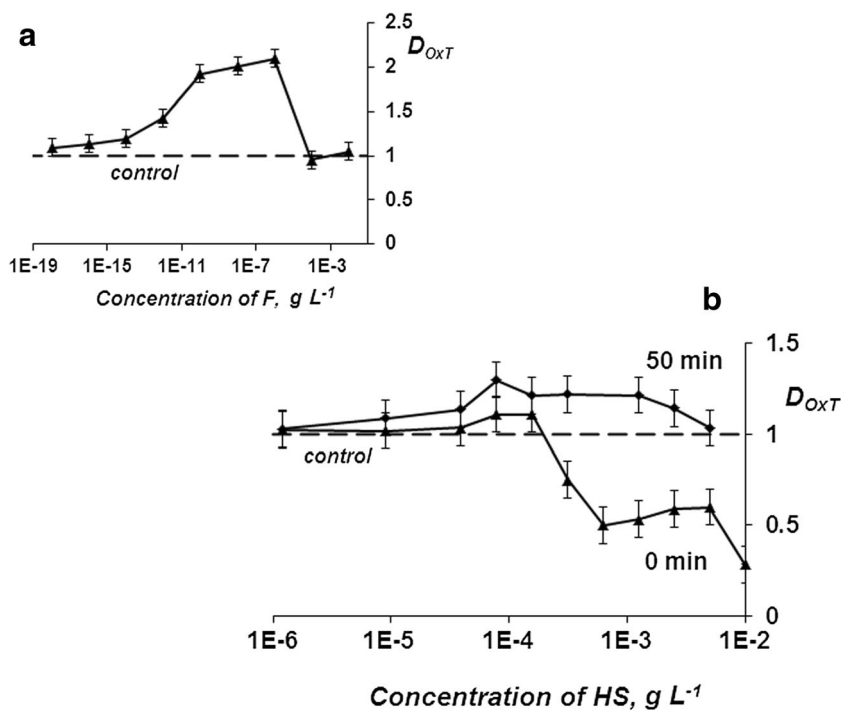 a
2.5
D_OxT
2
1.5
1
control
0.5
0
1E-19 1E-15 1E-11 1E-7 1E-3
Concentration of F, g L⁻¹
b
1.5
50 min
D_OxT
1
control
0.5
0 min
0
1E-6 1E-5 1E-4 1E-3 1E-2
Concentration of HS, g L⁻¹